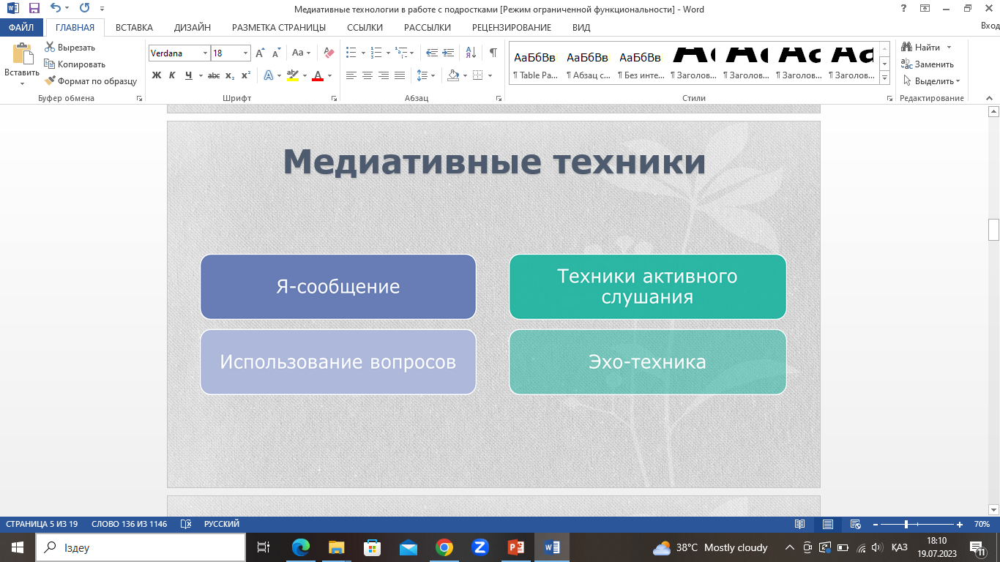 Медиативные технологии в работе с подростками [Режим ограниченной функциональности] - Word
ФАЙЛ ГЛАВНАЯ ВСТАВКА ДИЗАЙН РАЗМЕТКА СТРАНИЦЫ ССЫЛКИ РАССЫЛКИ РЕЦЕНЗИРОВАНИЕ ВИД Вход
Вставить
Вырезать
Копировать
Формат по образцу
Буфер обмена
Verdana 18
Aa
Ж К Ч abc x₂ x²
A А
Шрифт
Абзац
АаБбВв АаБбВв АаБбВв
¶ Table Pa... ¶ Абзац с... ¶ Без инте... ¶ Заголов... ¶ Заголов... ¶ Заголов... ¶ Заголов...
Стили
Найти
Заменить
Выделить
Редактирование
Медиативные техники
Я-сообщение
Техники активного
слушания
Использование вопросов
Эхо-техника
СТРАНИЦА 5 ИЗ 19 СЛОВО 136 ИЗ 1146 РУССКИЙ 70%
Іздеу
38°C Mostly cloudy
ҚАЗ
18:10
19.07.2023
11